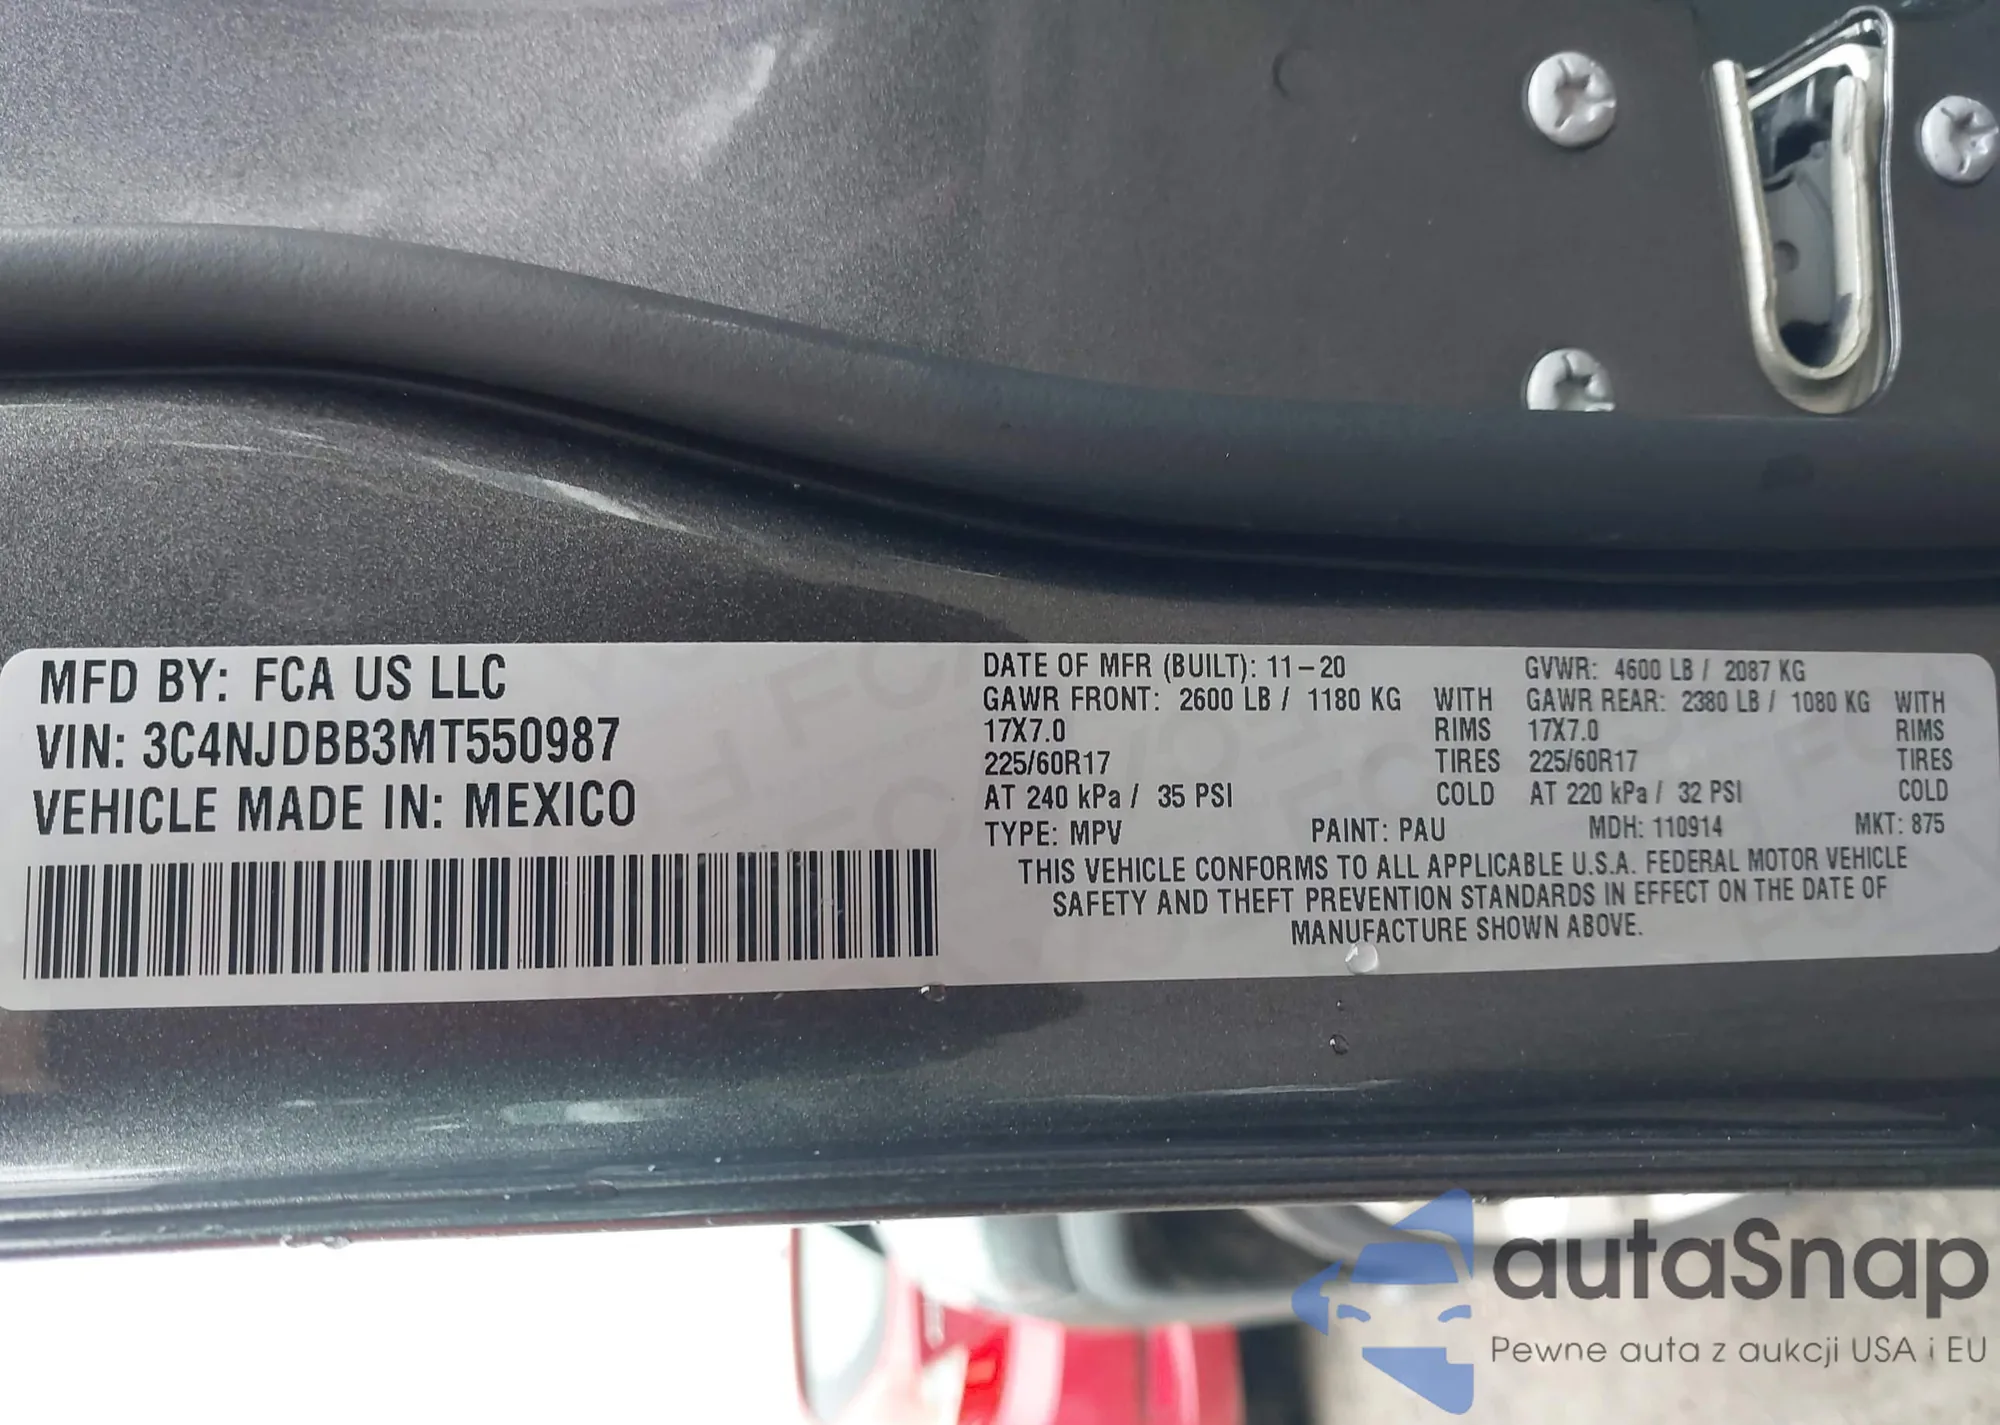 MFD BY: FCA US LLC
VIN: 3C4NJDBB3MT550987
VEHICLE MADE IN: MEXICO
DATE OF MFR (BUILT): 11-20 GVWR: 4600 LB / 2087 KG
GAWR FRONT: 2600 LB / 1180 KG WITH GAWR REAR: 2380 LB / 1080 KG WITH
17X7.0 RIMS 17X7.0 RIMS
225/60R17 TIRES 225/60R17 TIRES
AT 240 kPa / 35 PSI COLD AT 220 kPa / 32 PSI COLD
TYPE: MPV PAINT: PAU MDH: 110914 MKT: 875
THIS VEHICLE CONFORMS TO ALL APPLICABLE U.S.A. FEDERAL MOTOR VEHICLE
SAFETY AND THEFT PREVENTION STANDARDS IN EFFECT ON THE DATE OF
MANUFACTURE SHOWN ABOVE.
autaSnap
Pewne auta z aukcji USA i EU